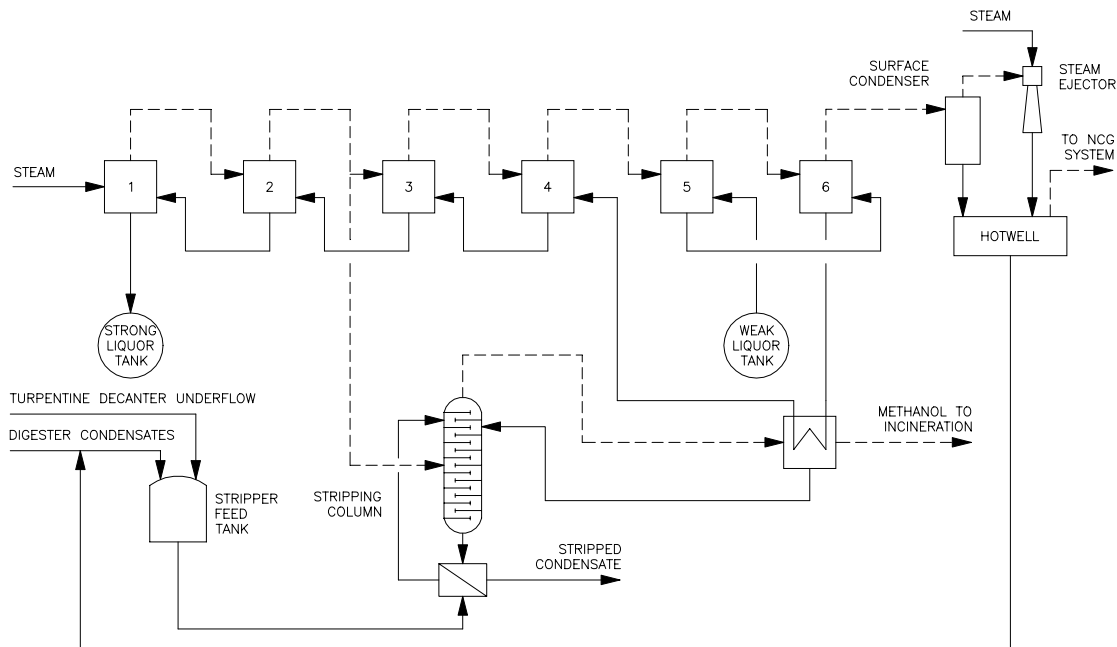 STEAM
SURFACE
CONDENSER
STEAM
EJECTOR
TO NCG
SYSTEM
STEAM
1
2
3
4
5
6
HOTWELL
STRONG
LIQUOR
TANK
WEAK
LIQUOR
TANK
TURPENTINE DECANTER UNDERFLOW
DIGESTER CONDENSATES
METHANOL TO
INCINERATION
STRIPPER
FEED
TANK
STRIPPING
COLUMN
STRIPPED
CONDENSATE